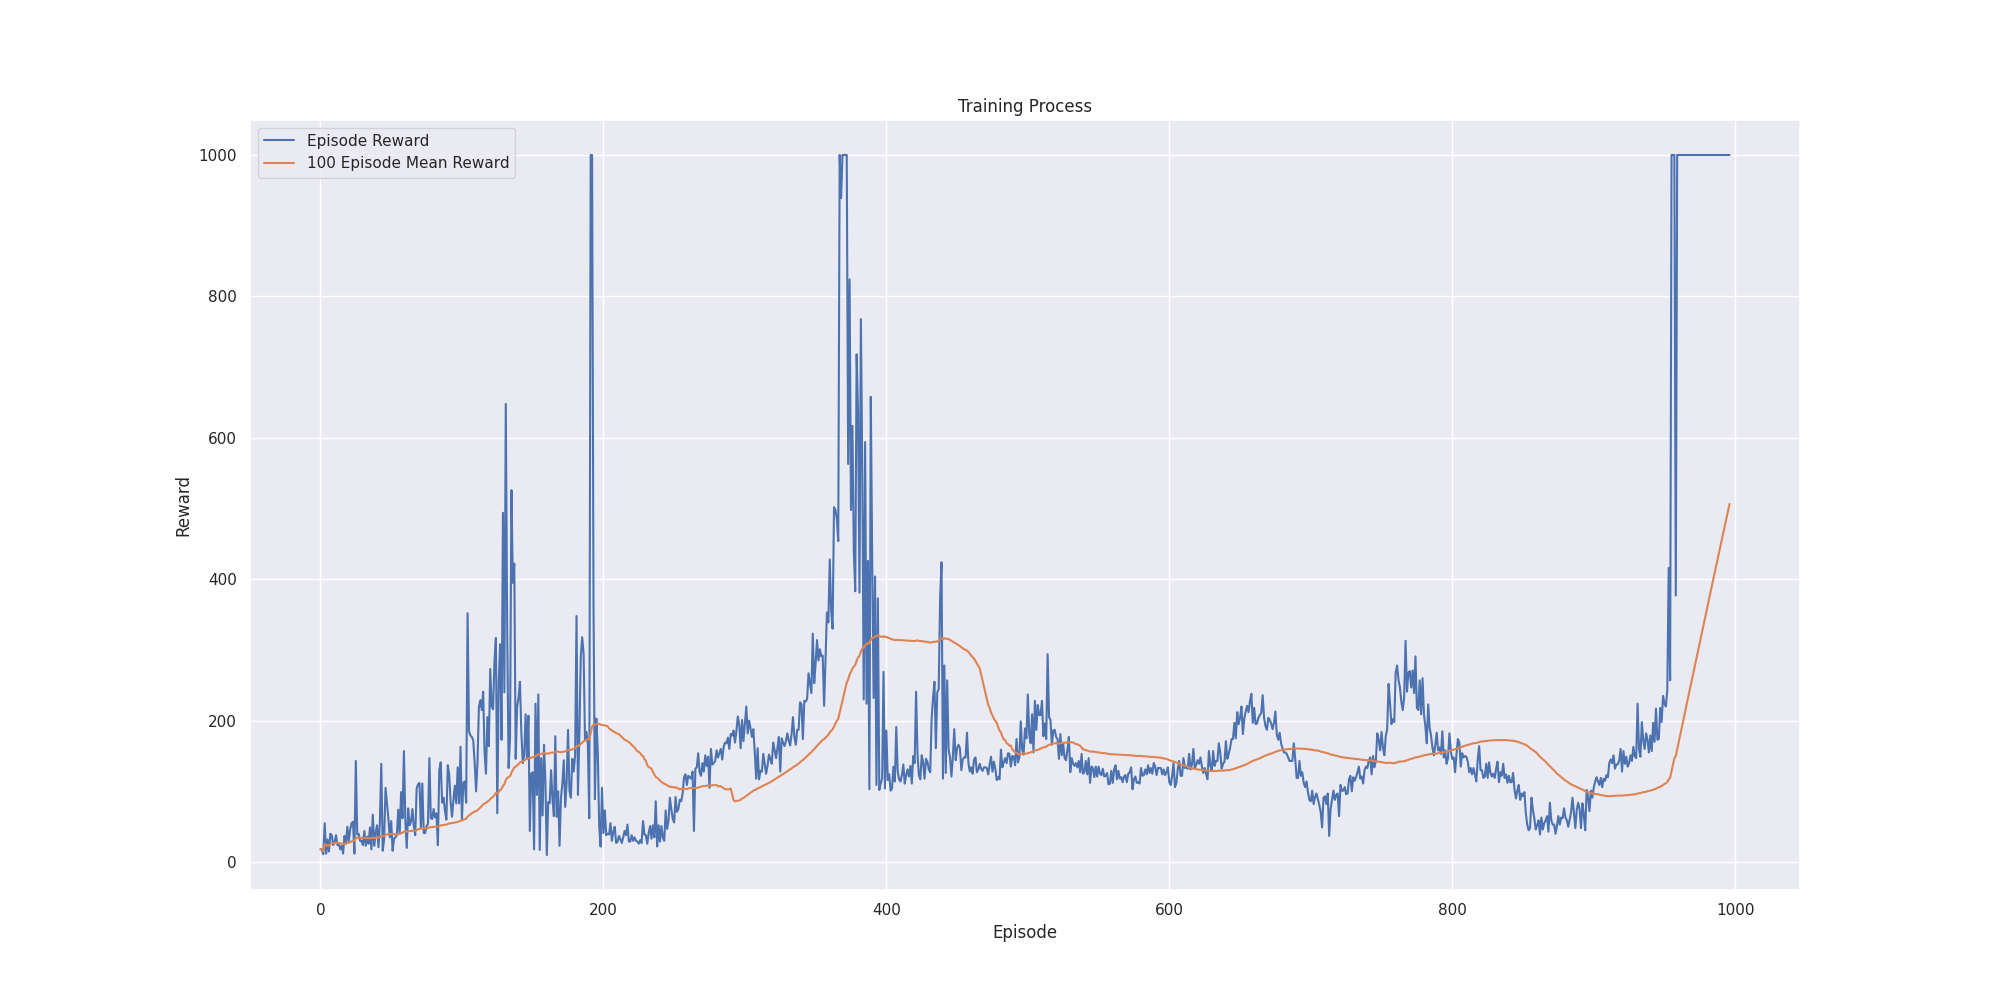 Training Process
Episode Reward
100 Episode Mean Reward
1000
800
600
400
200
0
Reward
0 200 400 600 800 1000
Episode